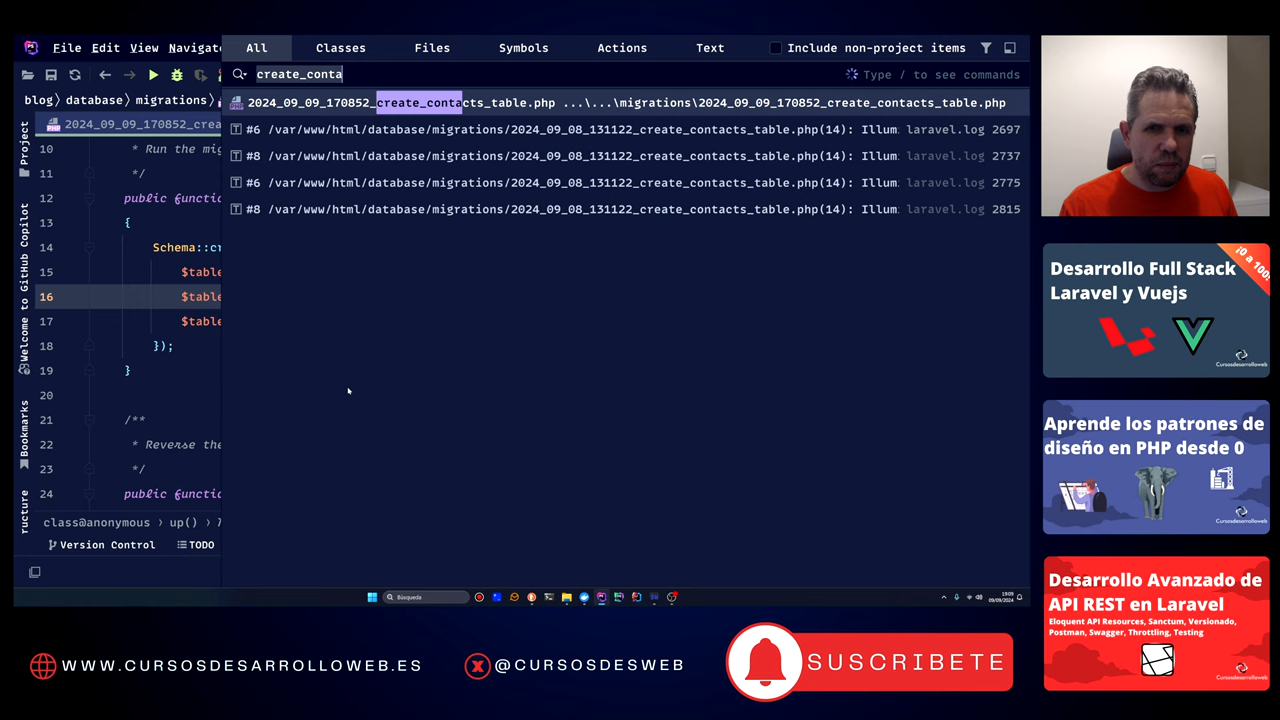 File Edit View Navigat
All Classes Files Symbols Actions Text Include non-project items
create_conta
Type / to see commands
blog database migrations
2024_09_09_170852_create_contacts_table.php ...\...\migrations\2024_09_09_170852_create_contacts_table.php
2024_09_09_170852_crea
#6 /var/www/html/database/migrations/2024_09_08_131122_create_contacts_table.php(14): Illum laravel.log 2697
#8 /var/www/html/database/migrations/2024_09_08_131122_create_contacts_table.php(14): Illum laravel.log 2737
#6 /var/www/html/database/migrations/2024_09_08_131122_create_contacts_table.php(14): Illum laravel.log 2775
#8 /var/www/html/database/migrations/2024_09_08_131122_create_contacts_table.php(14): Illum laravel.log 2815
Project
Welcome to GitHub Copilot
Bookmarks
ructure
10 * Run the mig
11 */
12 public functio
13 {
14 Schema::cr
15 $table
16 $table
17 $table
18 });
19 }
20
21 /**
22 * Reverse the
23 */
24 public functio
class@anonymous › up() ›
Version Control TODO
Búsqueda
19:09
09/09/2024
Desarrollo Full Stack
Laravel y Vuejs
¡0 a 100!
Cursosdesarrolloweb
Aprende los patrones de
diseño en PHP desde 0
Cursosdesarrolloweb
Desarrollo Avanzado de
API REST en Laravel
Eloquent API Resources, Sanctum, Versionado,
Postman, Swagger, Throttling, Testing
Cursosdesarrolloweb
WWW.CURSOSDESARROLLOWEB.ES
X @CURSOSDESWEB
SUSCRIBETE